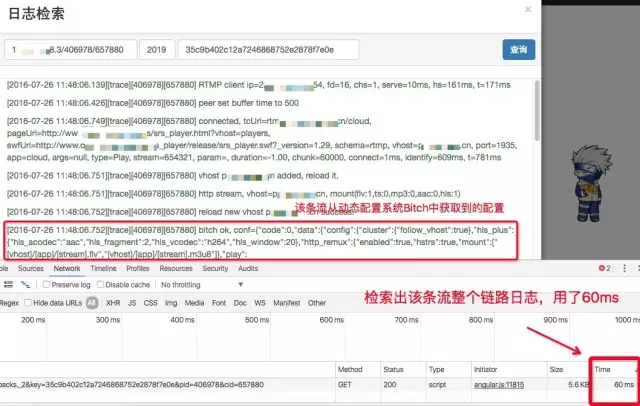 日志检索
1 8.3/406978/657880 2019 35c9b402c12a7246868752e2878f7e0e 查询
[2016-07-26 11:48:06.139][trace][406978][657880] RTMP client ip=2 54, fd=16, chs=1, serve=10ms, hs=161ms, t=171ms
[2016-07-26 11:48:06.406][trace][406978][657880] peer set buffer time to 500
[2016-07-26 11:48:06.749][trace][406978][657880] connected, tcUrl=rtm cn/cloud,
pageUrl=http://ww /srs_player.html?vhost=players,
swfUrl=http://www.o _player/release/srs_player.swf?_version=1.29, schema=rtmp, vhost= .cn, port=1935,
app=cloud, args=null, type=Play, stream=654321, param=, duration=-1.00, chunk=60000, connect=1ms, identify=609ms, t=781ms
[2016-07-26 11:48:06.751][trace][406978][657880] vhost p n added, reload it.
[2016-07-26 11:48:06.751][trace][406978][657880] http stream, vhost=p .cn, mount(flv:1,ts:0,mp3:0,aac:0,hls:1)
[2016-07-26 11:48:06.751][trace][406978][657880] reload new vhost p
该条流从动态配置系统Bitch中获取到的配置
[2016-07-26 11:48:06.752][trace][406978][657880] bitch ok, conf={"code":0,"data":{"config":{"cluster":{"follow_vhost":true},"hls_plus":
{"hls_acodec":"aac","hls_fragment":2,"hls_vcodec":"h264","hls_window":20},"http_remux":{"enabled":true,"hstrs":true,"mount":["
[vhost]/[app]/[stream].flv","[vhost]/[app]/[stream].m3u8"]},"play":
Sources Network Timeline Profiles Resources Security Audits 2
Preserve log Disable cache No throttling
Regex Hide data URLs All XHR JS CSS Img Media Font Doc WS Manifest Other
检索出该条流整个链路日志，用了60ms
200 ms 300 ms 400 ms 500 ms 600 ms 700 ms 800 ms 900 ms 1000 ms
Method Status Type Initiator Size Time
packs._2&key=35c9b402c12a7246868752e2878f7e0e&pid=406978&cid=657880 GET 200 script angular.js:11815 5.6 KB 60 ms